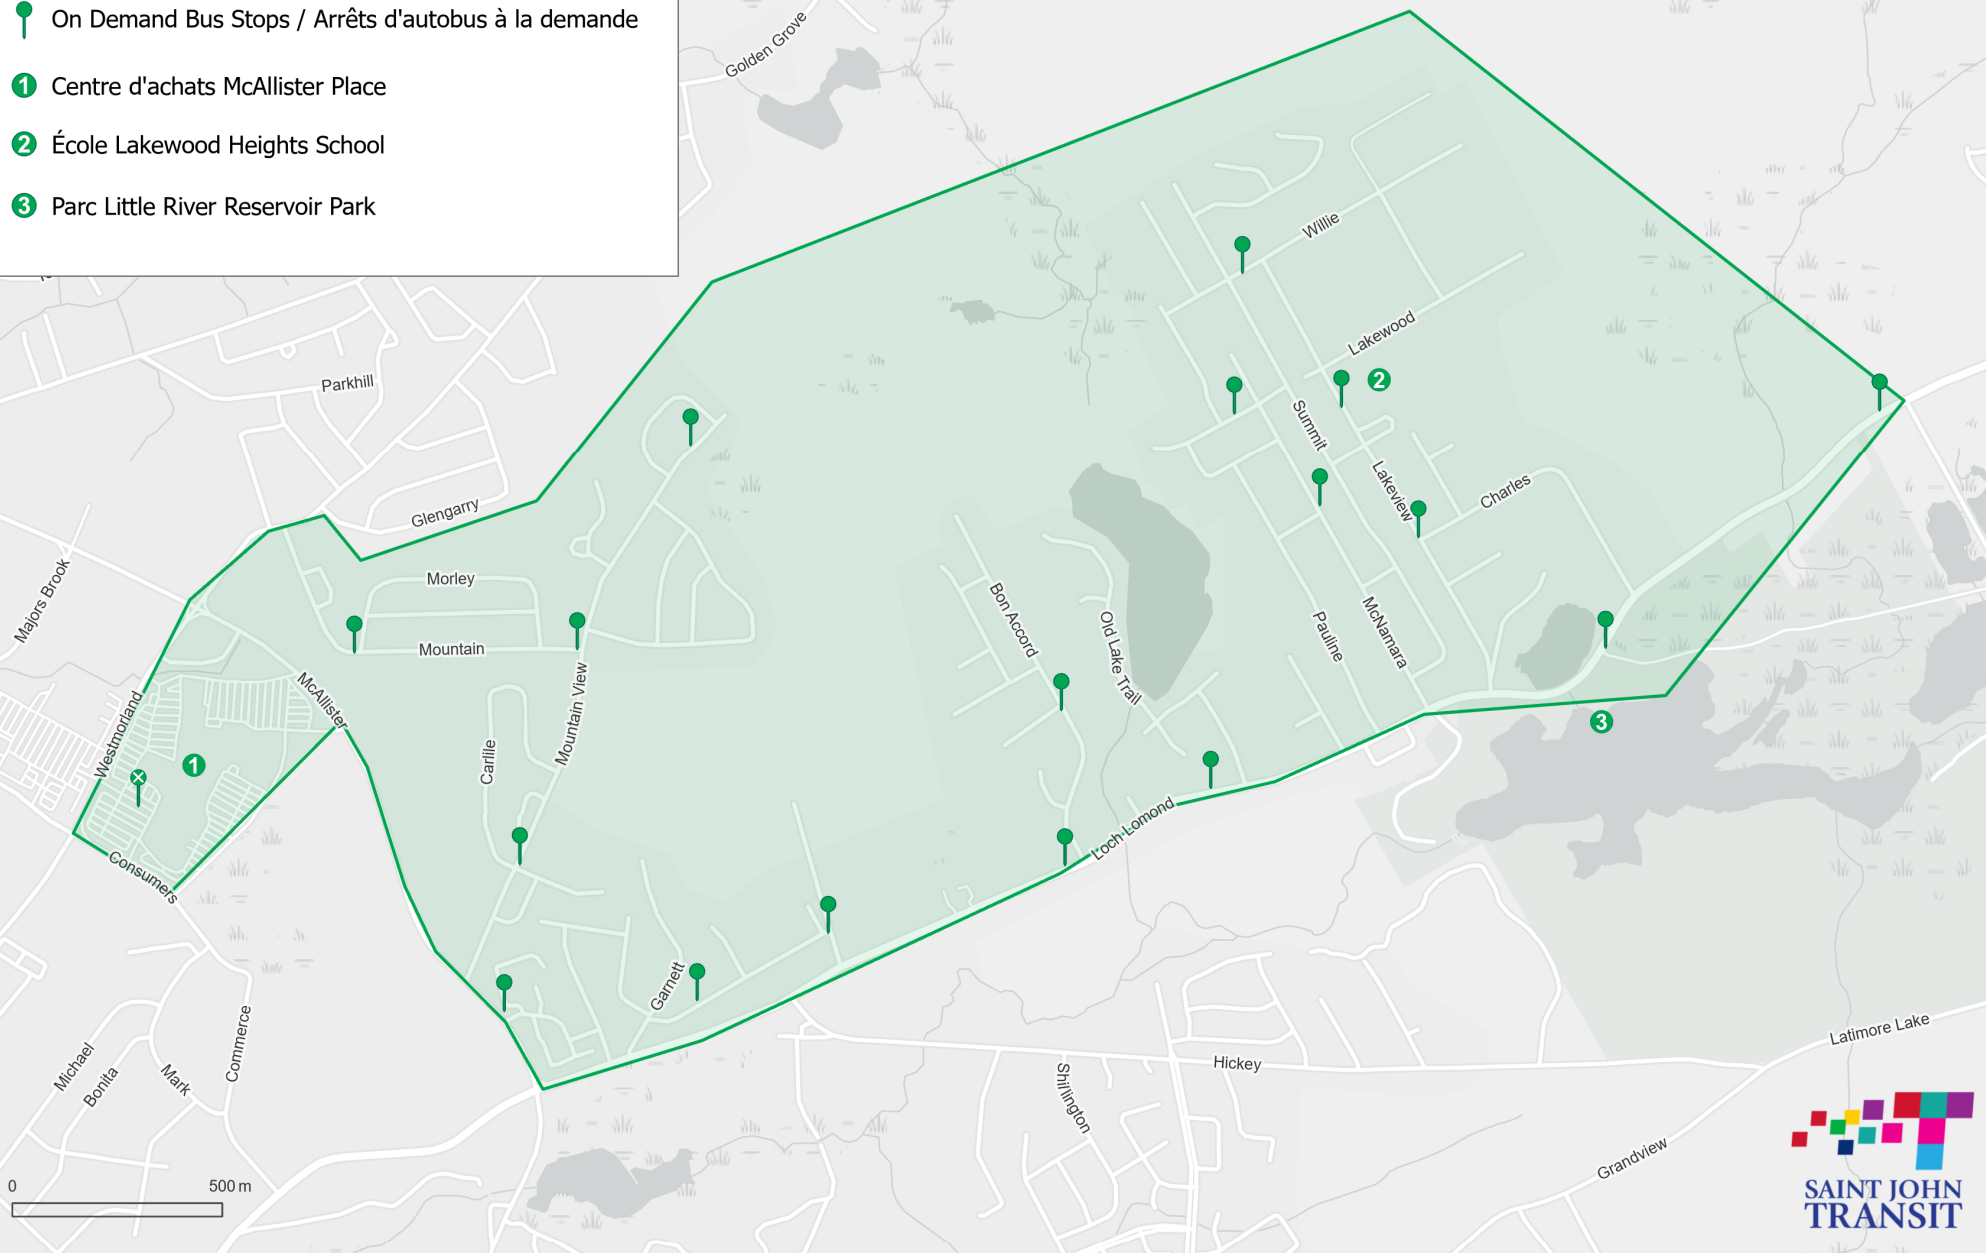 On Demand Bus Stops / Arrêts d'autobus à la demande
1 Centre d'achats McAllister Place
2 École Lakewood Heights School
3 Parc Little River Reservoir Park
Golden Grove
Willie
Lakewood
Parkhill
2
Summit
Lakeview
Charles
Glengarry
Majors Brook
Morley
Mountain
Bon Accord
Old Lake Trail
Pauline
McNamara
McAllister
Mountain View
Westmorland
Carlile
1
3
Loch Lomond
Consumers
Garnett
Commerce
Michael
Bonita
Mark
Hickey
Shillington
Latimore Lake
Grandview
0 500 m
SAINT JOHN
TRANSIT